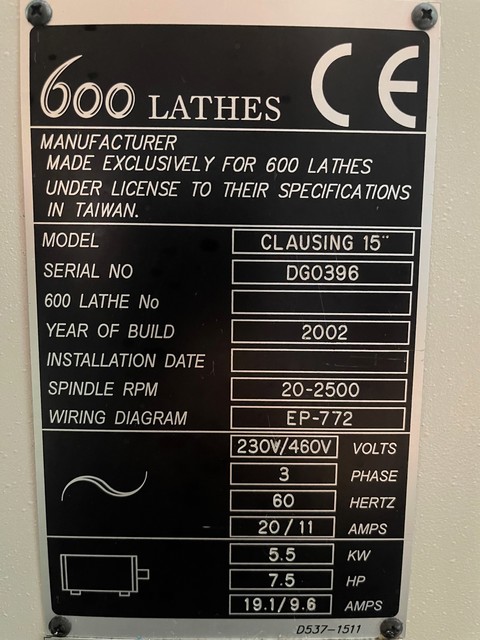 600 LATHES CE
MANUFACTURER
MADE EXCLUSIVELY FOR 600 LATHES
UNDER LICENSE TO THEIR SPECIFICATIONS
IN TAIWAN.
MODEL CLAUSING 15"
SERIAL NO DG0396
600 LATHE No
YEAR OF BUILD 2002
INSTALLATION DATE
SPINDLE RPM 20-2500
WIRING DIAGRAM EP-772
230V/460V VOLTS
3 PHASE
60 HERTZ
20/11 AMPS
5.5 KW
7.5 HP
19.1/9.6 AMPS
D537-1511